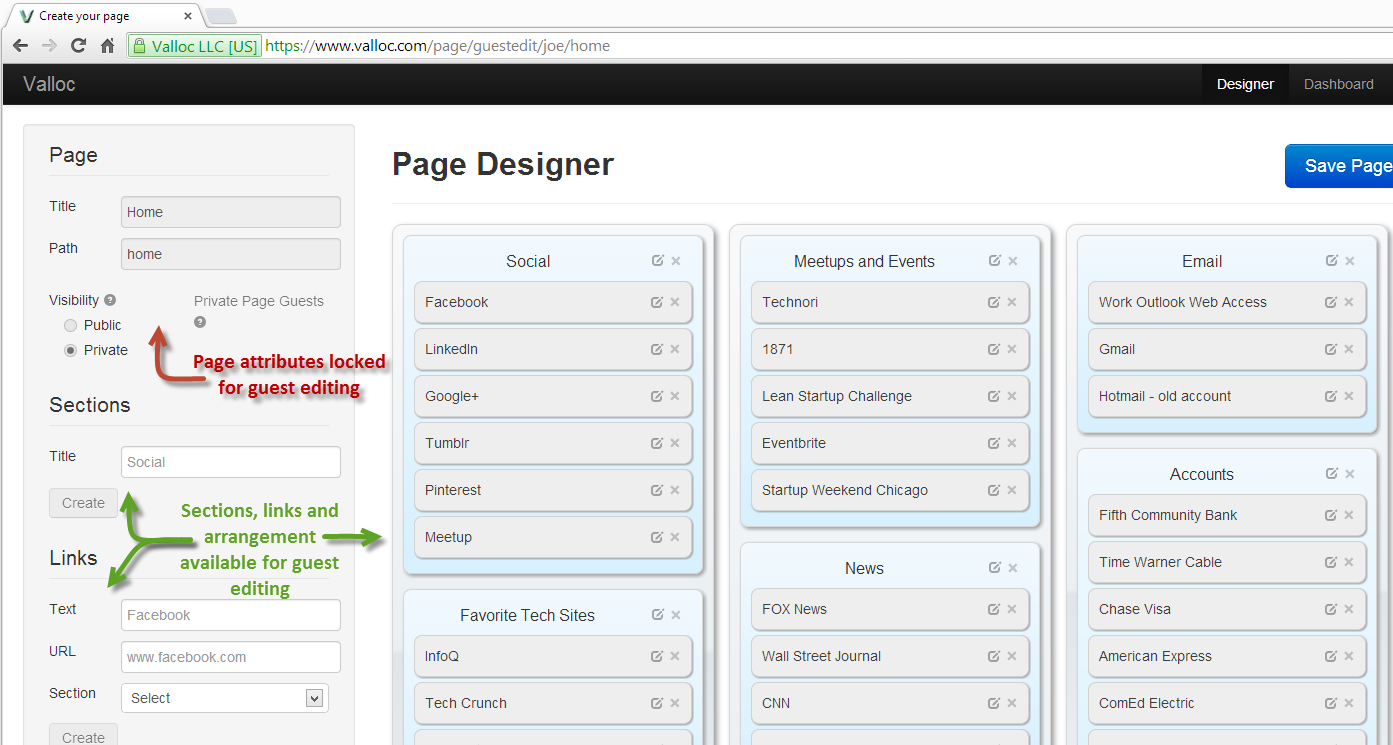 Create your page
Valloc LLC [US] https://www.valloc.com/page/guestedit/joe/home
Valloc
Designer
Dashboard
Page
Title
Home
Path
home
Visibility
Private Page Guests
Public
Private
Page attributes locked
for guest editing
Sections
Title
Social
Create
Sections, links and
arrangement
available for guest
editing
Links
Text
Facebook
URL
www.facebook.com
Section
Select
Create
Page Designer
Save Page
Social
Facebook
LinkedIn
Google+
Tumblr
Pinterest
Meetup
Favorite Tech Sites
InfoQ
Tech Crunch
Meetups and Events
Technori
1871
Lean Startup Challenge
Eventbrite
Startup Weekend Chicago
News
FOX News
Wall Street Journal
CNN
Email
Work Outlook Web Access
Gmail
Hotmail - old account
Accounts
Fifth Community Bank
Time Warner Cable
Chase Visa
American Express
ComEd Electric